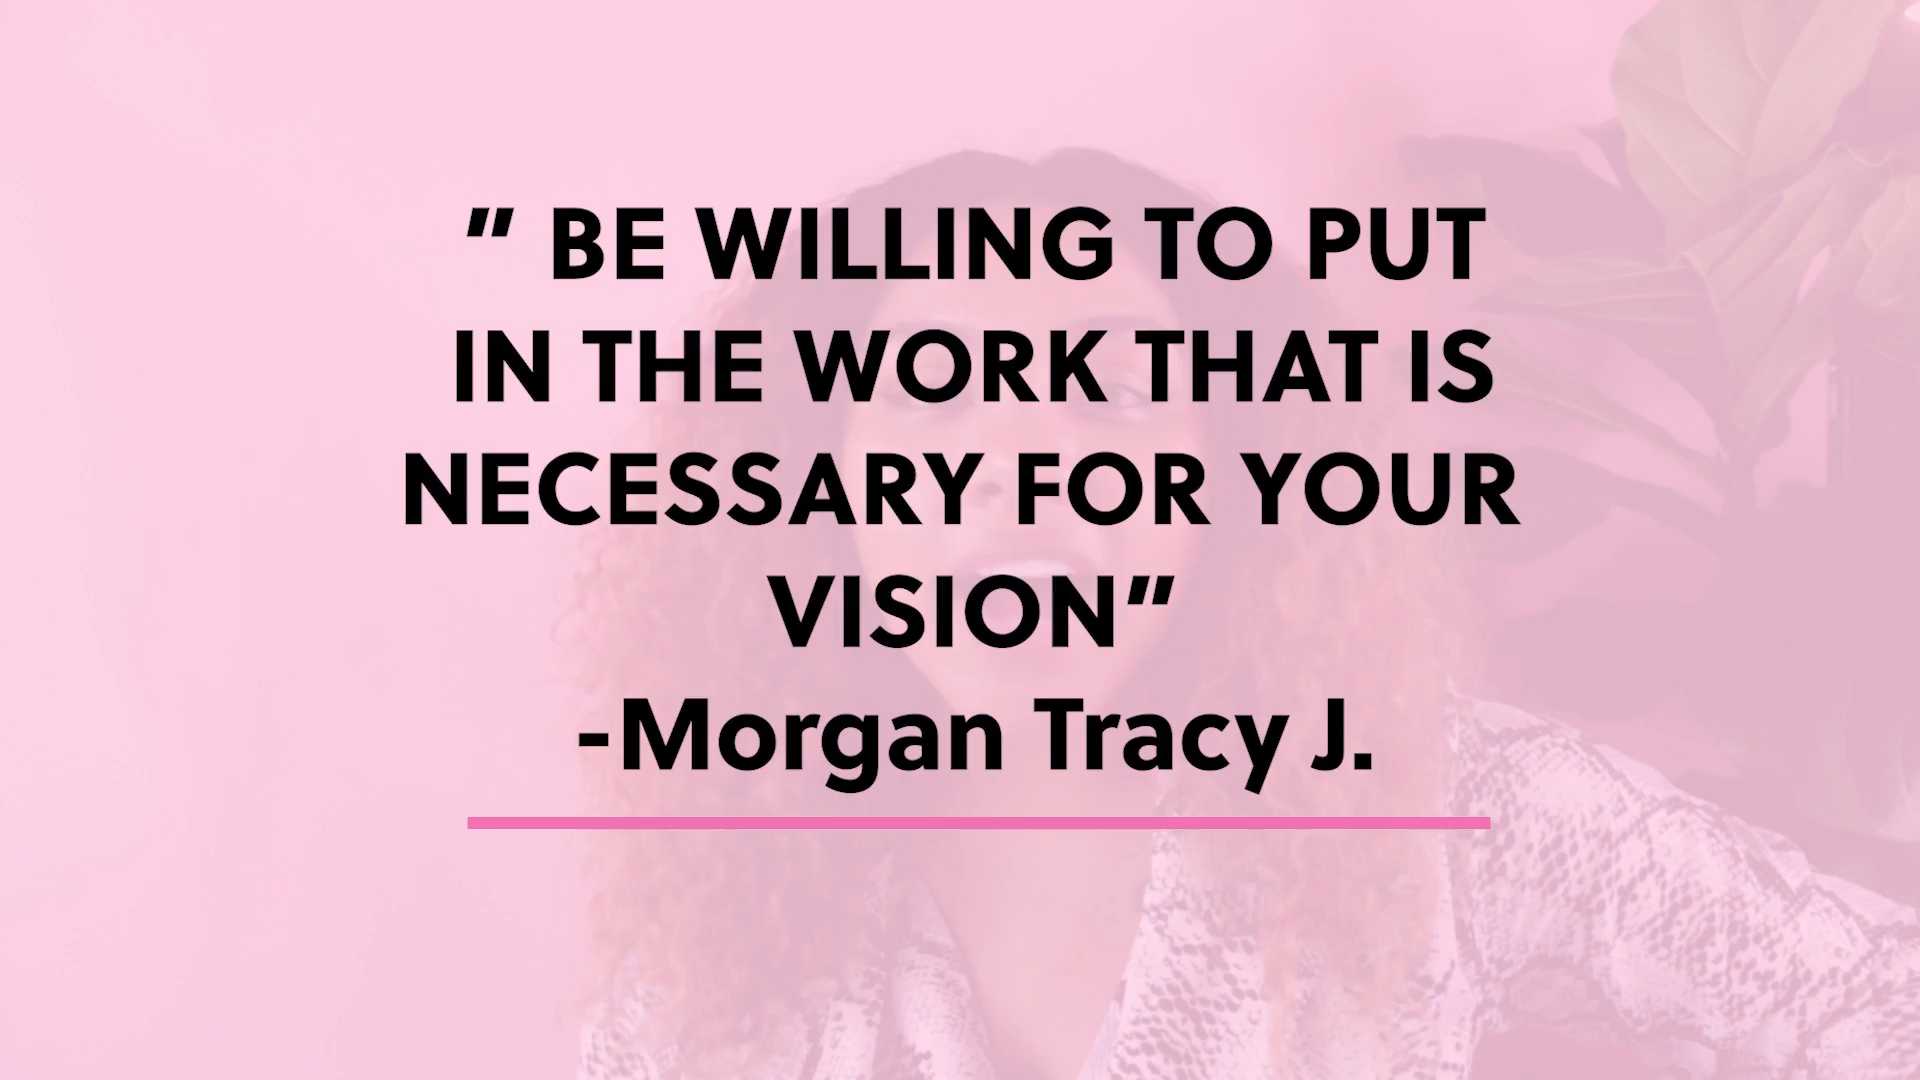 " BE WILLING TO PUT
IN THE WORK THAT IS
NECESSARY FOR YOUR
VISION"
-Morgan Tracy J.